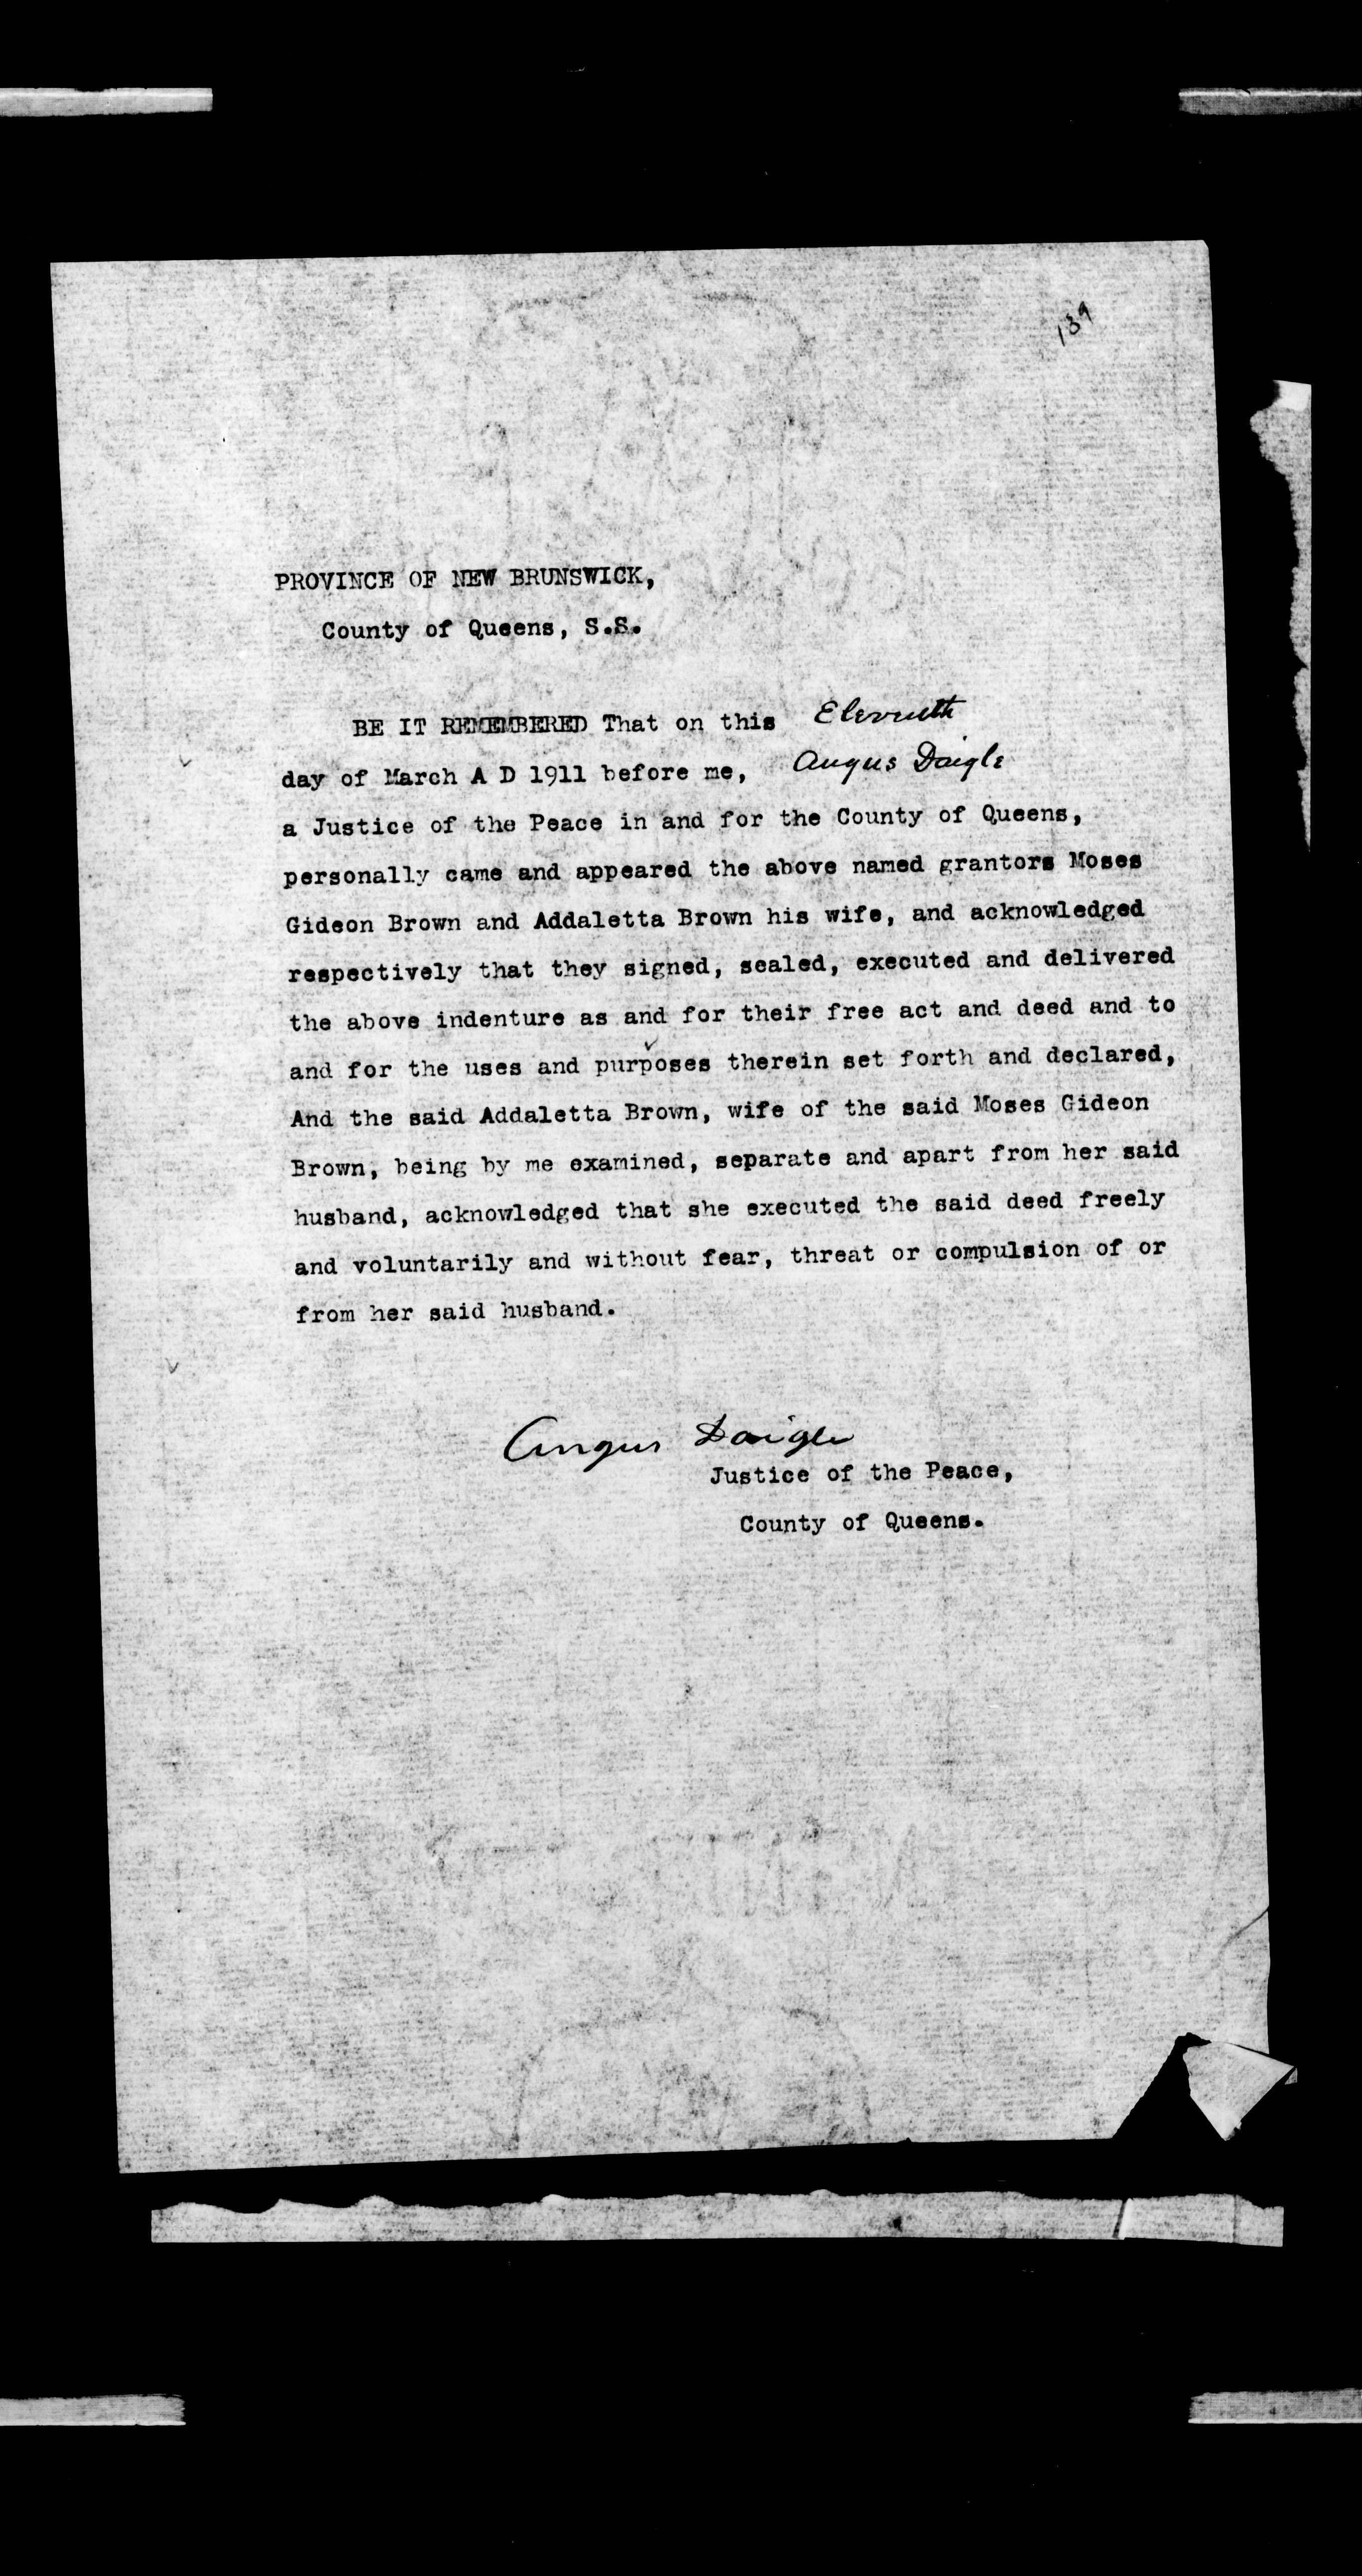 139
PROVINCE OF NEW BRUNSWICK,
County of Queens, S.S.
BE IT REMEMBERED That on this Eleventh
day of March A D 1911 before me, Angus Daigle
a Justice of the Peace in and for the County of Queens,
personally came and appeared the above named grantors Moses
Gideon Brown and Addaletta Brown his wife, and acknowledged
respectively that they signed, sealed, executed and delivered
the above indenture as and for their free act and deed and to
and for the uses and purposes therein set forth and declared,
And the said Addaletta Brown, wife of the said Moses Gideon
Brown, being by me examined, separate and apart from her said
husband, acknowledged that she executed the said deed freely
and voluntarily and without fear, threat or compulsion of or
from her said husband.
Angus Daigle
Justice of the Peace,
County of Queens.